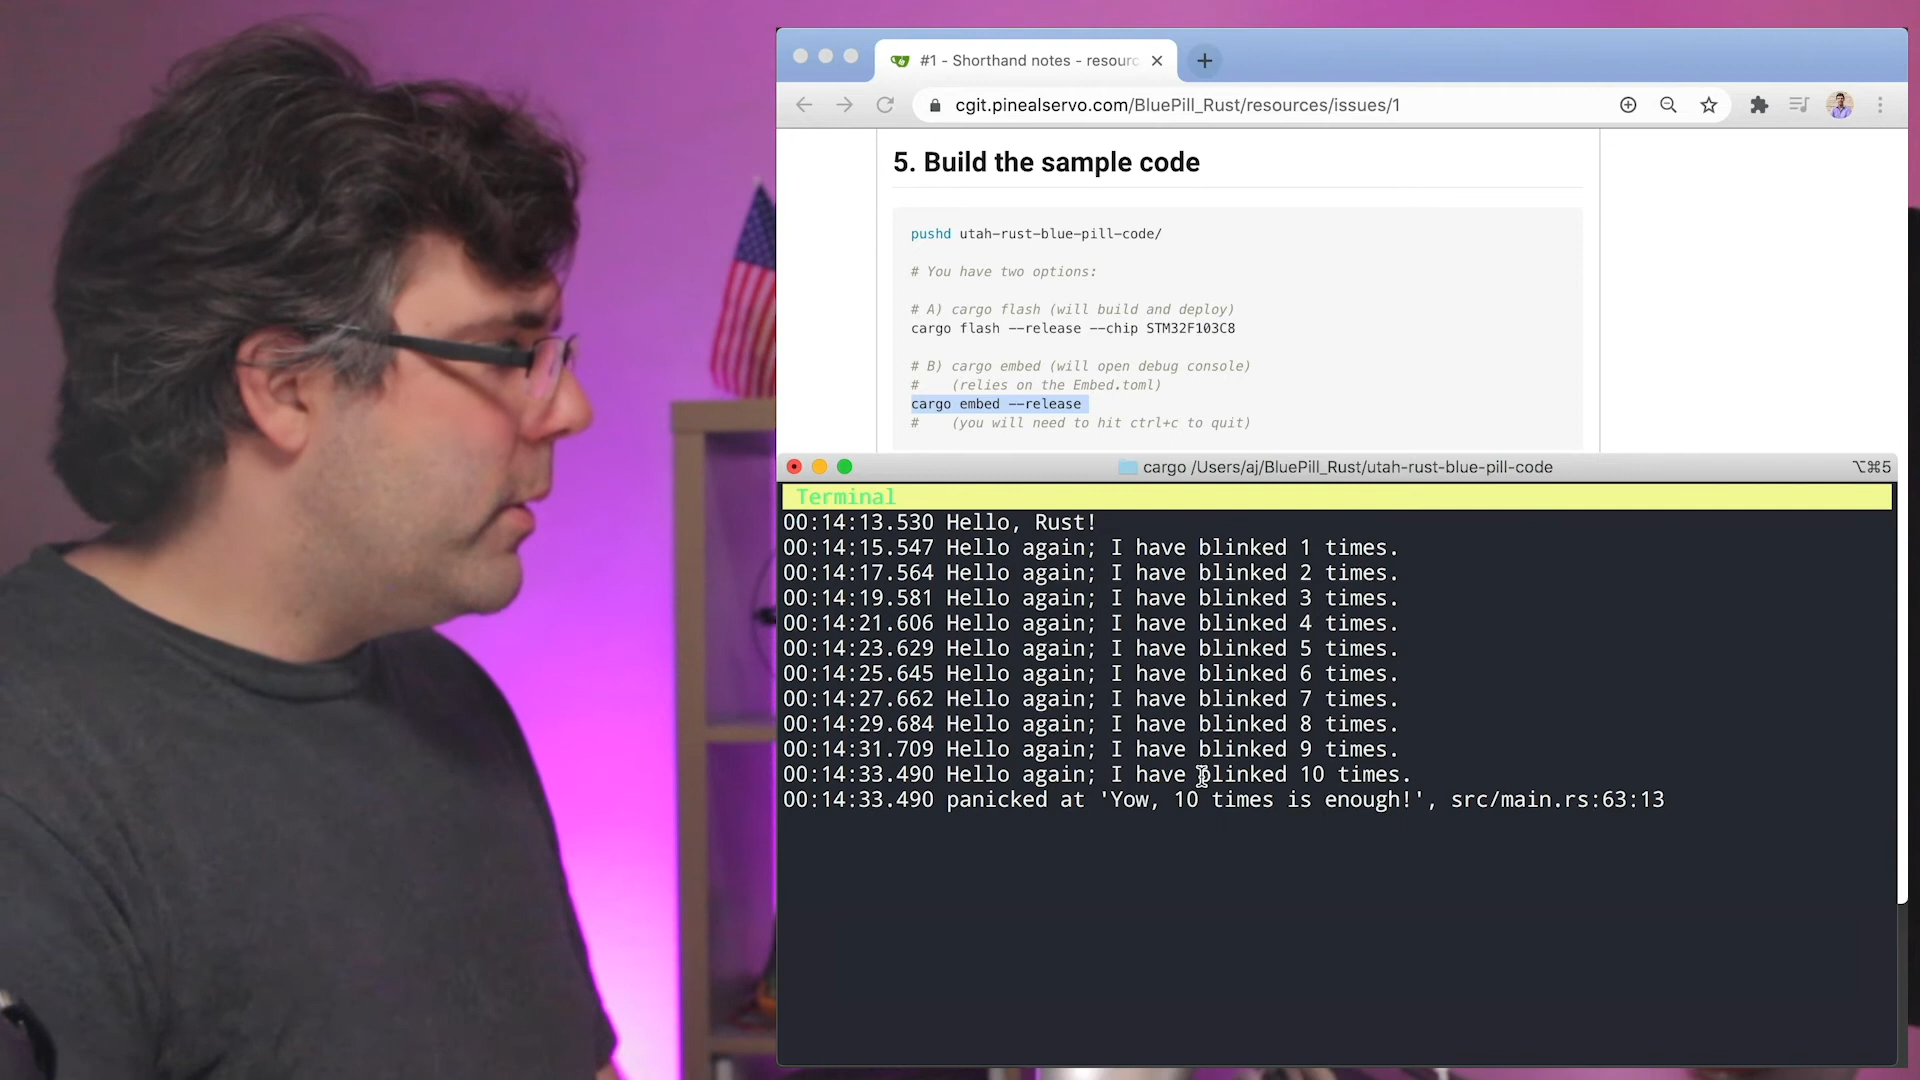 #1 - Shorthand notes - resourc
cgit.pinealservo.com/BluePill_Rust/resources/issues/1
5. Build the sample code
pushd utah-rust-blue-pill-code/
# You have two options:
# A) cargo flash (will build and deploy)
cargo flash --release --chip STM32F103C8
# B) cargo embed (will open debug console)
#    (relies on the Embed.toml)
cargo embed --release
#    (you will need to hit ctrl+c to quit)
cargo /Users/aj/BluePill_Rust/utah-rust-blue-pill-code
⌥⌘5
Terminal
00:14:13.530 Hello, Rust!
00:14:15.547 Hello again; I have blinked 1 times.
00:14:17.564 Hello again; I have blinked 2 times.
00:14:19.581 Hello again; I have blinked 3 times.
00:14:21.606 Hello again; I have blinked 4 times.
00:14:23.629 Hello again; I have blinked 5 times.
00:14:25.645 Hello again; I have blinked 6 times.
00:14:27.662 Hello again; I have blinked 7 times.
00:14:29.684 Hello again; I have blinked 8 times.
00:14:31.709 Hello again; I have blinked 9 times.
00:14:33.490 Hello again; I have blinked 10 times.
00:14:33.490 panicked at 'Yow, 10 times is enough!', src/main.rs:63:13